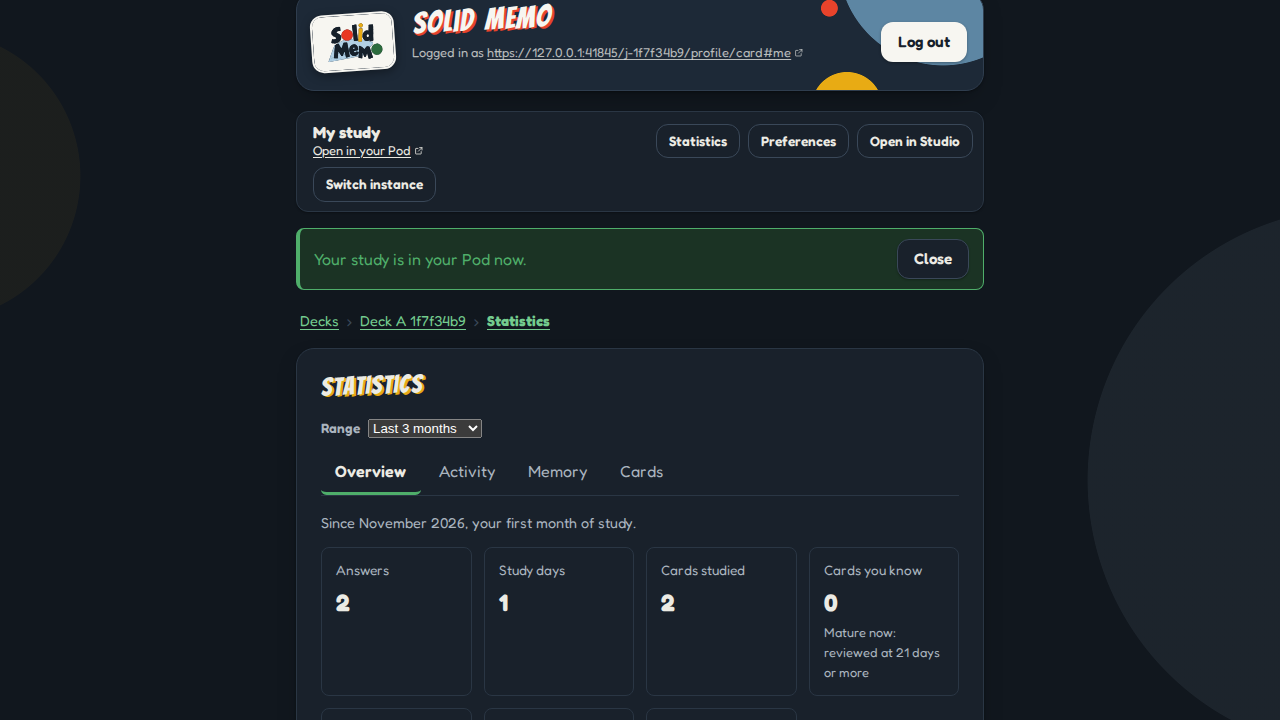 Solid Memo
SOLID MEMO
Logged in as https://127.0.0.1:41845/j-1f7f34b9/profile/card#me
Log out
My study
Open in your Pod
Statistics
Preferences
Open in Studio
Switch instance
Your study is in your Pod now.
Close
Decks › Deck A 1f7f34b9 › Statistics
STATISTICS
Range Last 3 months
Overview Activity Memory Cards
Since November 2026, your first month of study.
Answers
2
Study days
1
Cards studied
2
Cards you know
0
Mature now:
reviewed at 21 days
or more